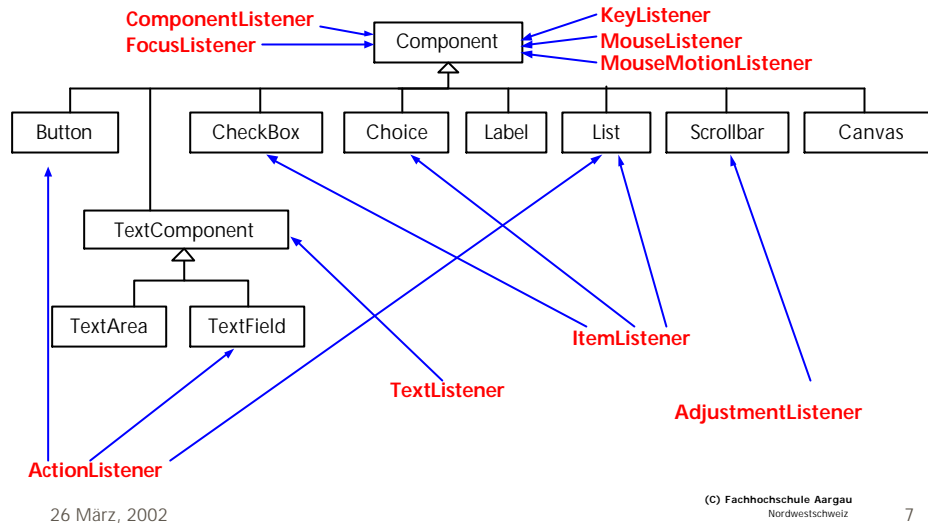 ComponentListener
FocusListener
Component
KeyListener
MouseListener
MouseMotionListener
Button
CheckBox
Choice
Label
List
Scrollbar
Canvas
TextComponent
TextArea
TextField
ItemListener
TextListener
AdjustmentListener
ActionListener
26 März, 2002
(C) Fachhochschule Aargau
Nordwestschweiz
7